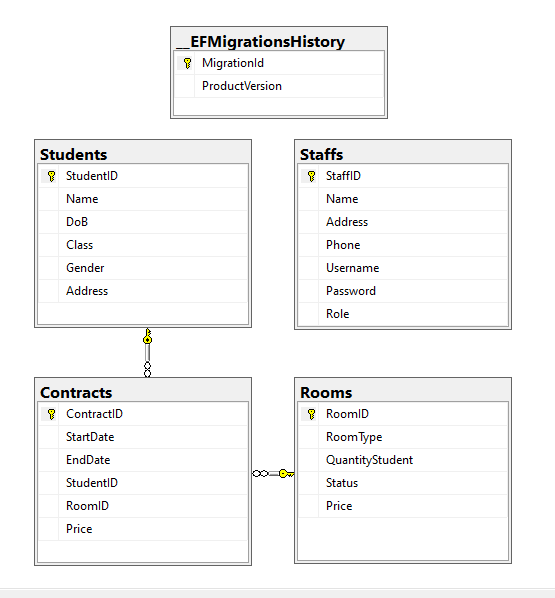 __EFMigrationsHistory
MigrationId
ProductVersion
Students
StudentID
Name
DoB
Class
Gender
Address
Staffs
StaffID
Name
Address
Phone
Username
Password
Role
Contracts
ContractID
StartDate
EndDate
StudentID
RoomID
Price
Rooms
RoomID
RoomType
QuantityStudent
Status
Price